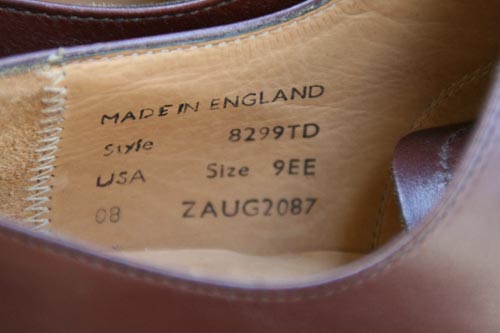 MADE IN ENGLAND
Style 8299TD
USA Size 9EE
08 ZAUG2087